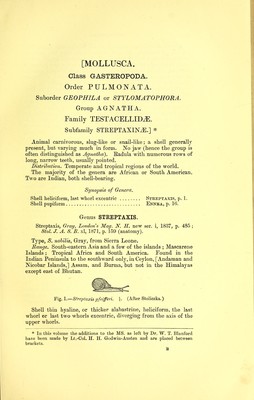 [MOLLUSCA.
Class GASTEROPODA.
Order PULMONATA.
Suborder GEOPHILA or STYLOMATOPHORA.
Group AGNATHA.
Family TESTACELLIDÆ.
Subfamily STREPTAXINÆ.] *
Animal carnivorous, slug-like or snail-like; a shell generally
present, but varying much in form. No jaw (hence the group is
often distinguished as Agnatha). Radula with numerous rows of
long, narrow teeth, usually pointed.
Distribution. Temperate and tropical regions of the world.
The majority of the genera are African or South American.
Two are Indian, both shell-bearing.
Synopsis of Genera.
Shell heliciform, last whorl excentric ........ STREPTAXIS, p. 1.
Shell pupiform ........ ENNEA, p. 16.
Genus STREPTAXIS.
Streptaxis, Gray, London's Mag. N. H. new ser. i, 1837, p. 485;
Stol. J. A. S. B. xl, 1871, p. 159 (anatomy).
Type, S. nobilis, Gray, from Sierra Leone.
Range. South-eastern Asia and a few of the islands; Mascarene
Islands; Tropical Africa and South America. Found in the
Indian Peninsula to the southward only, in Ceylon, [Andaman and
Nicobar Islands,] Assam, and Burma, but not in the Himalayas
except east of Bhutan.
Fig. 1.—Streptaxis pfeifferi. (After Stoliczka.)
Shell thin hyaline, or thicker alabastrine, heliciform, the last
whorl or last two whorls excentric, diverging from the axis of the
upper whorls.
* In this volume the additions to the MS. as left by Dr. W. T. Blanford
have been made by Lt.-Col. H. H. Godwin-Austen and are placed between
brackets.
B